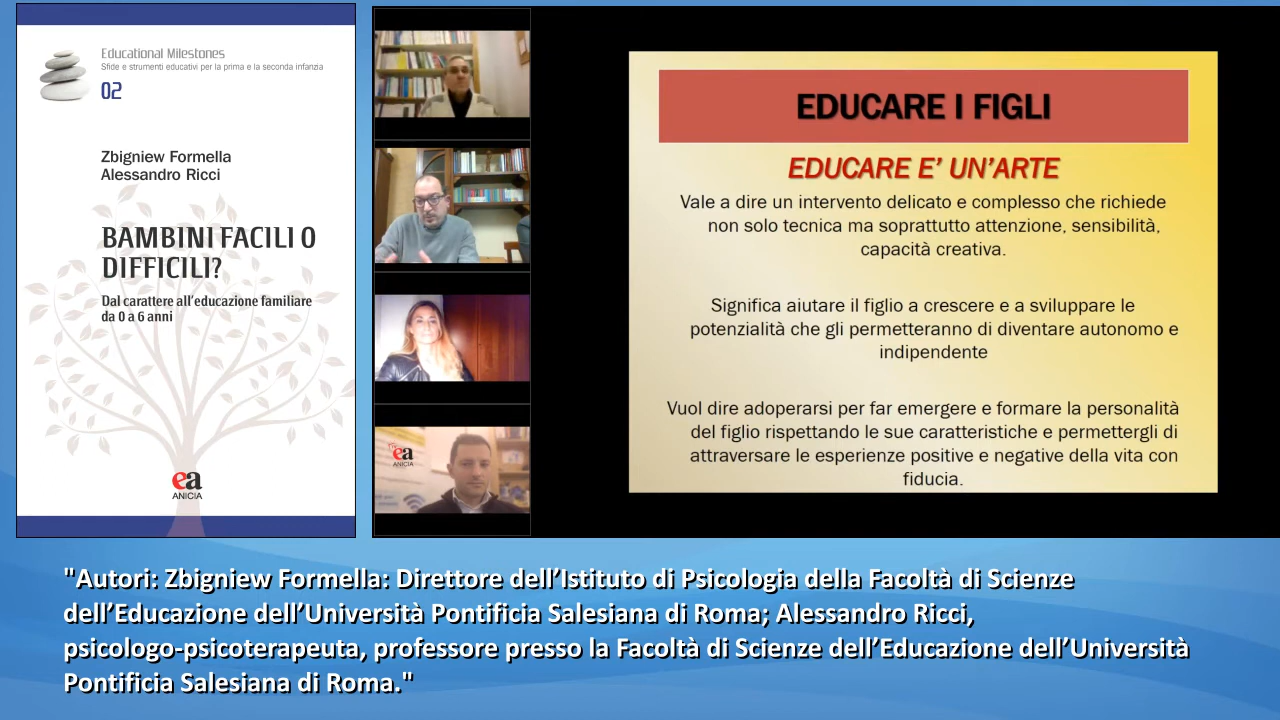 Educational Milestones
Sfide e strumenti educativi per la prima e la seconda infanzia
02
Zbigniew Formella
Alessandro Ricci
BAMBINI FACILI O
DIFFICILI?
Dal carattere all'educazione familiare
da 0 a 6 anni
ea
ANICIA
ea
ANICIA
EDUCARE I FIGLI
EDUCARE E' UN'ARTE
Vale a dire un intervento delicato e complesso che richiede
non solo tecnica ma soprattutto attenzione, sensibilità,
capacità creativa.
Significa aiutare il figlio a crescere e a sviluppare le
potenzialità che gli permetteranno di diventare autonomo e
indipendente
Vuol dire adoperarsi per far emergere e formare la personalità
del figlio rispettando le sue caratteristiche e permettergli di
attraversare le esperienze positive e negative della vita con
fiducia.
"Autori: Zbigniew Formella: Direttore dell’Istituto di Psicologia della Facoltà di Scienze
dell’Educazione dell’Università Pontificia Salesiana di Roma; Alessandro Ricci,
psicologo-psicoterapeuta, professore presso la Facoltà di Scienze dell’Educazione dell’Università
Pontificia Salesiana di Roma."